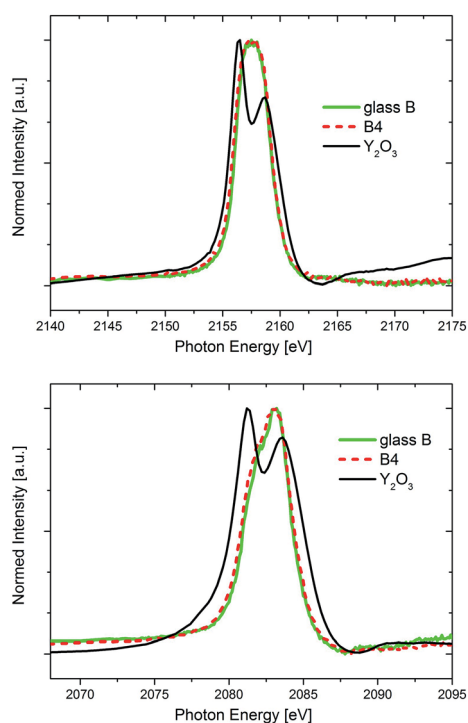 Normed Intensity [a.u.]
glass B
B4
Y₂O₃
2140 2145 2150 2155 2160 2165 2170 2175
Photon Energy [eV]
Normed Intensity [a.u.]
glass B
B4
Y₂O₃
2070 2075 2080 2085 2090 2095
Photon Energy [eV]